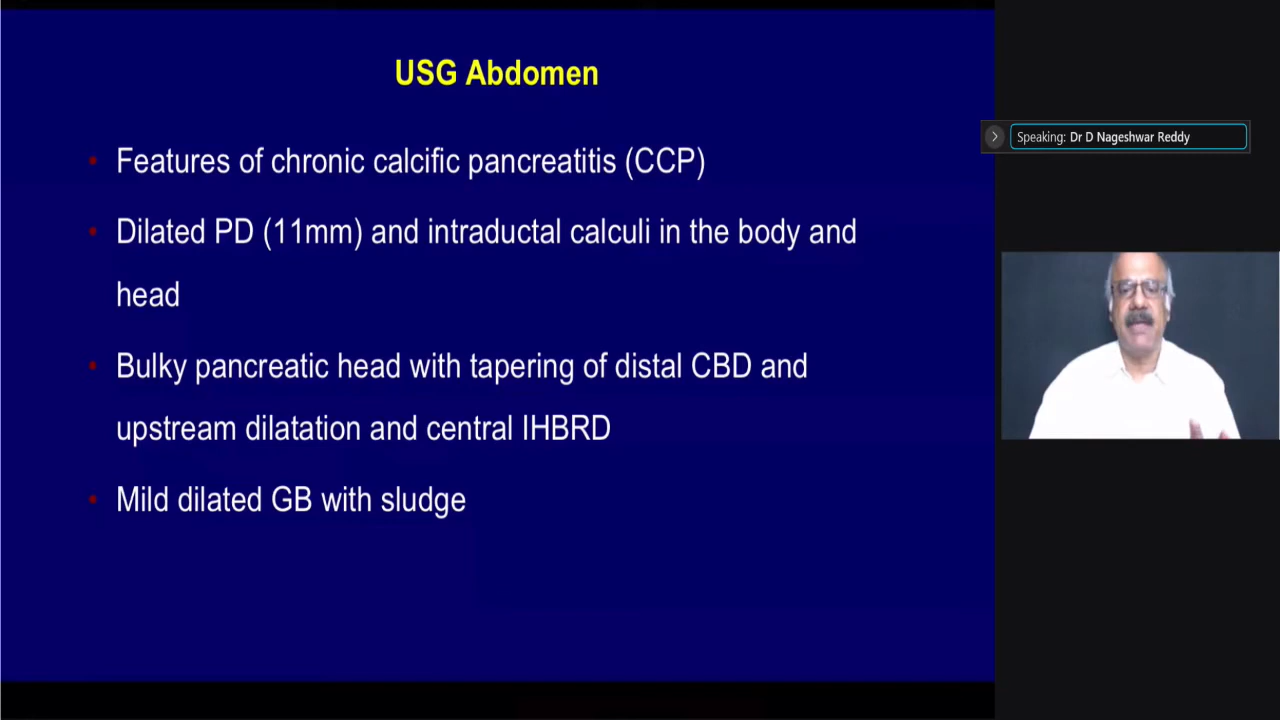 USG Abdomen
• Features of chronic calcific pancreatitis (CCP)
• Dilated PD (11mm) and intraductal calculi in the body and
head
• Bulky pancreatic head with tapering of distal CBD and
upstream dilatation and central IHBRD
• Mild dilated GB with sludge
Speaking: Dr D Nageshwar Reddy